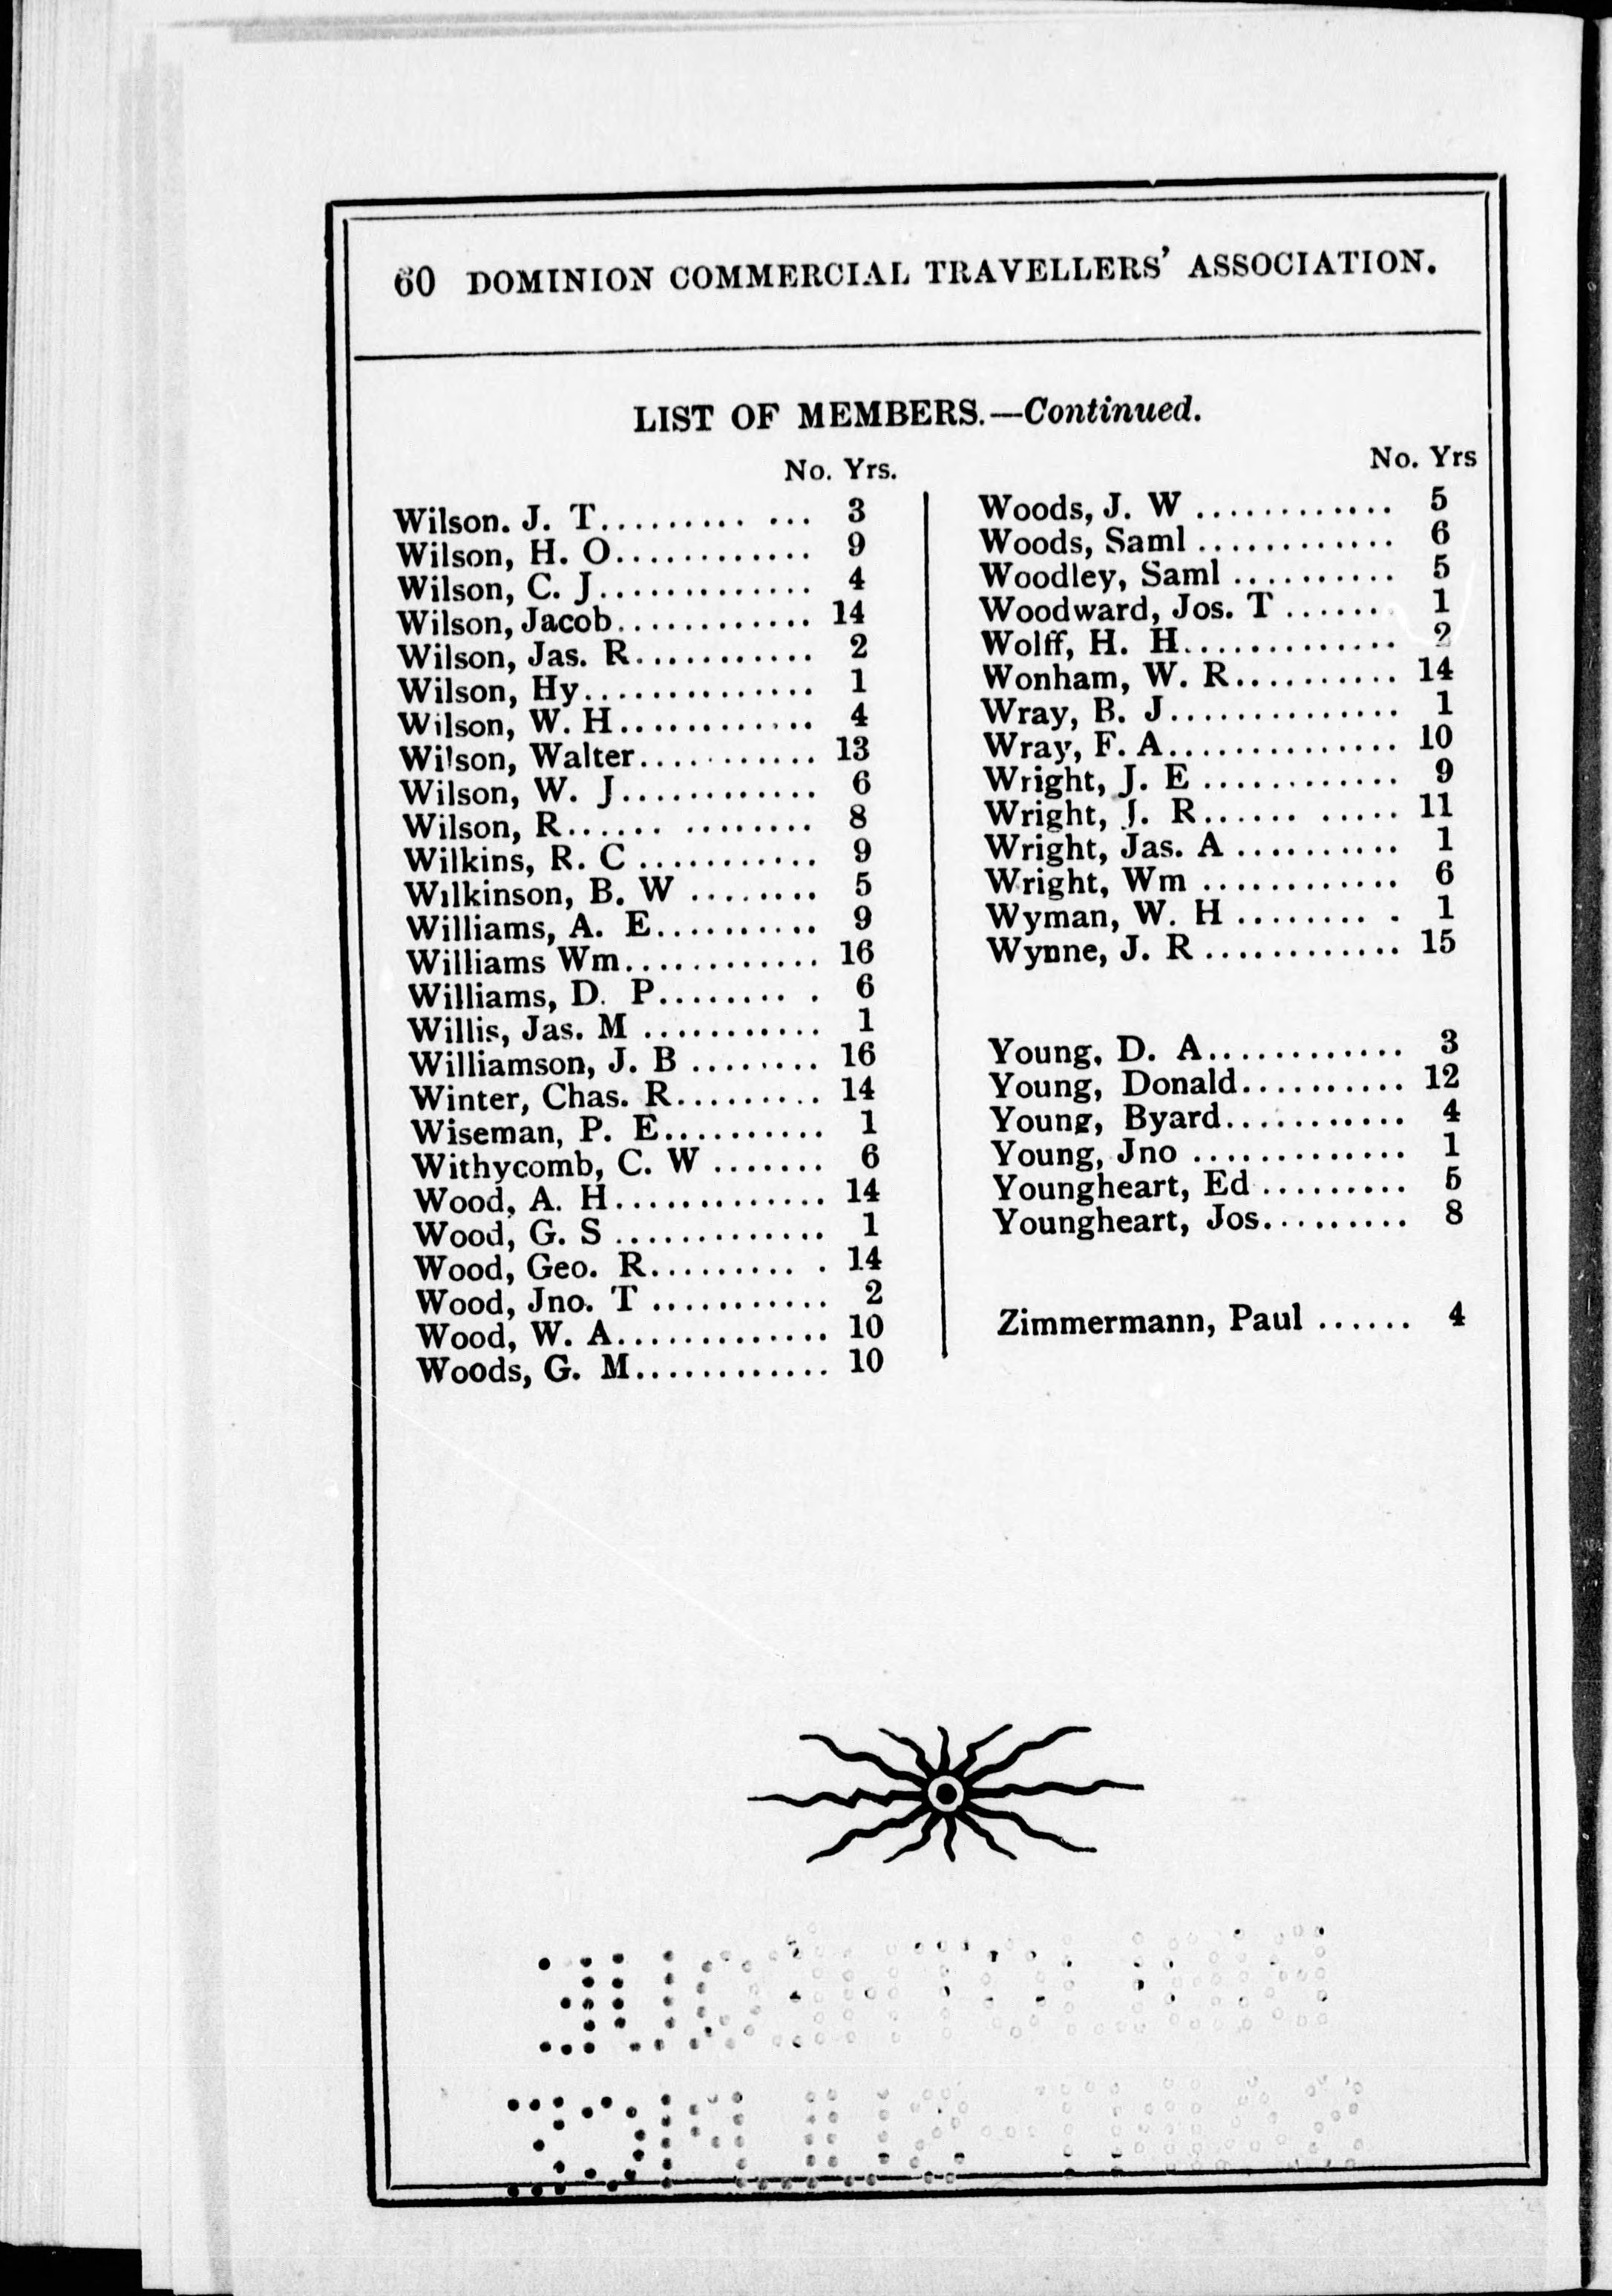 60 DOMINION COMMERCIAL TRAVELLERS' ASSOCIATION.
LIST OF MEMBERS.—Continued.
No. Yrs.
Wilson. J. T......... ... 3
Wilson, H. O............ 9
Wilson, C. J............. 4
Wilson, Jacob............ 14
Wilson, Jas. R........... 2
Wilson, Hy.............. 1
Wilson, W. H............ 4
Wilson, Walter........... 13
Wilson, W. J............ 6
Wilson, R...... ........ 8
Wilkins, R. C ........... 9
Wilkinson, B. W ........ 5
Williams, A. E.......... 9
Williams Wm............ 16
Williams, D. P........ . 6
Willis, Jas. M ........... 1
Williamson, J. B ........ 16
Winter, Chas. R......... 14
Wiseman, P. E.......... 1
Withycomb, C. W ....... 6
Wood, A. H............. 14
Wood, G. S ............. 1
Wood, Geo. R......... . 14
Wood, Jno. T ........... 2
Wood, W. A............. 10
Woods, G. M............ 10
No. Yrs
Woods, J. W ............ 5
Woods, Saml ............ 6
Woodley, Saml .......... 5
Woodward, Jos. T ...... 1
Wolff, H. H............. 2
Wonham, W. R.......... 14
Wray, B. J.............. 1
Wray, F. A.............. 10
Wright, J. E ............ 9
Wright, J. R...... ..... 11
Wright, Jas. A .......... 1
Wright, Wm ............ 6
Wyman, W. H ........ . 1
Wynne, J. R ............ 15
Young, D. A............ 3
Young, Donald.......... 12
Young, Byard........... 4
Young, Jno ............. 1
Youngheart, Ed ......... 5
Youngheart, Jos......... 8
Zimmermann, Paul ...... 4